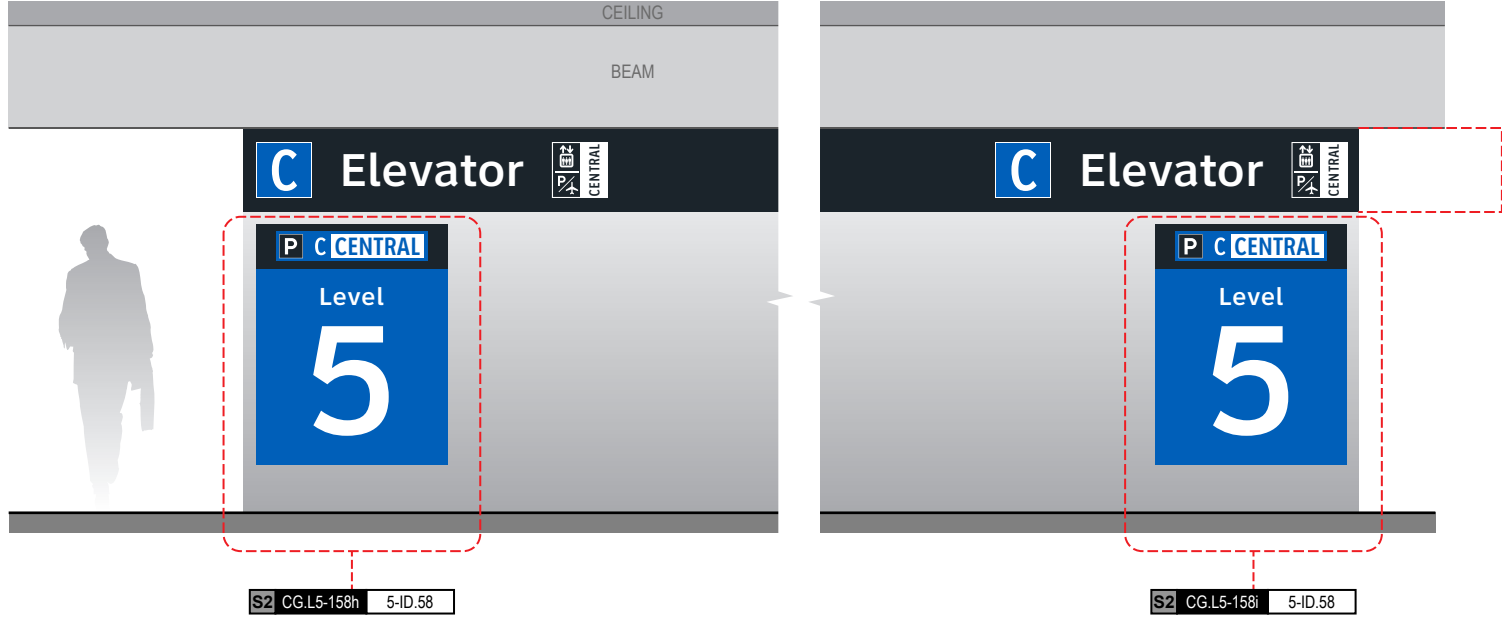 CEILING
BEAM
C Elevator P CENTRAL
C Elevator P CENTRAL
P C CENTRAL
Level
5
P C CENTRAL
Level
5
S2 CG.L5-158h 5-ID.58
S2 CG.L5-158i 5-ID.58